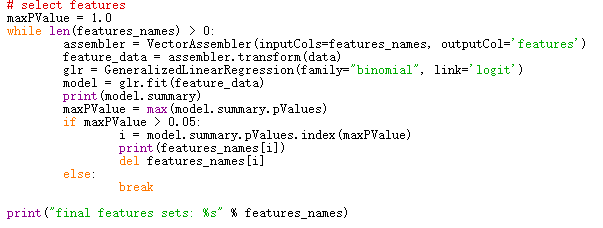 # select features
maxPValue = 1.0
while len(features_names) > 0:
        assembler = VectorAssembler(inputCols=features_names, outputCol='features')
        feature_data = assembler.transform(data)
        glr = GeneralizedLinearRegression(family="binomial", link='logit')
        model = glr.fit(feature_data)
        print(model.summary)
        maxPValue = max(model.summary.pValues)
        if maxPValue > 0.05:
                i = model.summary.pValues.index(maxPValue)
                print(features_names[i])
                del features_names[i]
        else:
                break

print("final features sets: %s" % features_names)